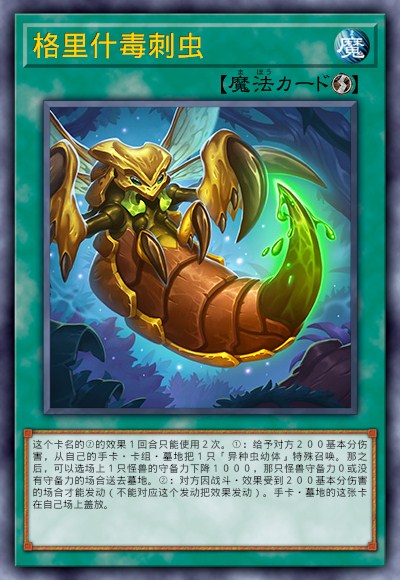 格里什毒刺虫
魔
【魔法カード】
ま ほう
这个卡名的②的效果1回合只能使用2次。①：给予对方200基本分伤
害，从自己的手卡·卡组·墓地把1只「异种虫幼体」特殊召唤。那之
后，可以选场上1只怪兽的守备力下降1000，那只怪兽守备力0或没
有守备力的场合送去墓地。②：对方因战斗·效果受到200基本分伤害
的场合才能发动（不能对应这个发动把效果发动）。手卡·墓地的这张卡
在自己场上盖放。